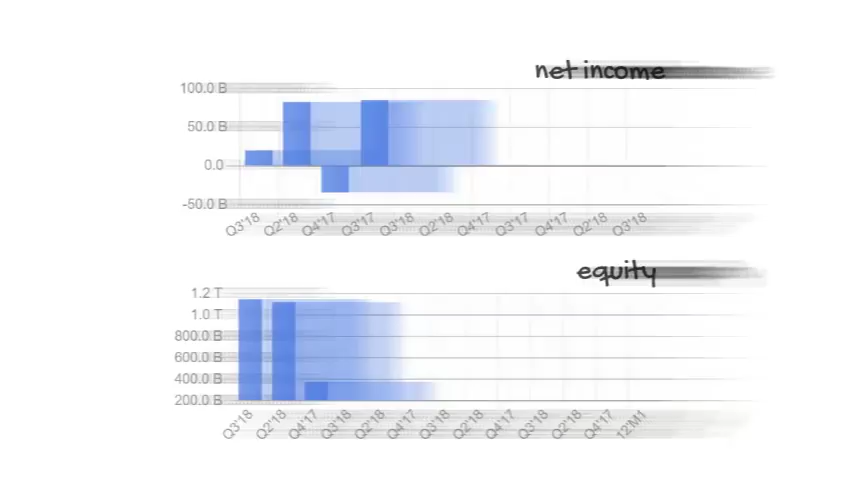 net income
100.0 B
50.0 B
0.0
-50.0 B
Q3'18 Q2'18 Q4'17 Q3'17 Q3'18 Q2'18 Q4'17 Q3'17 Q4'17 Q2'18 Q3'18
equity
1.2 T
1.0 T
800.0 B
600.0 B
400.0 B
200.0 B
Q3'18 Q2'18 Q4'17 Q3'18 Q2'18 Q4'17 Q3'18 Q2'18 Q4'17 Q3'18 Q2'18 Q4'17 12'M1